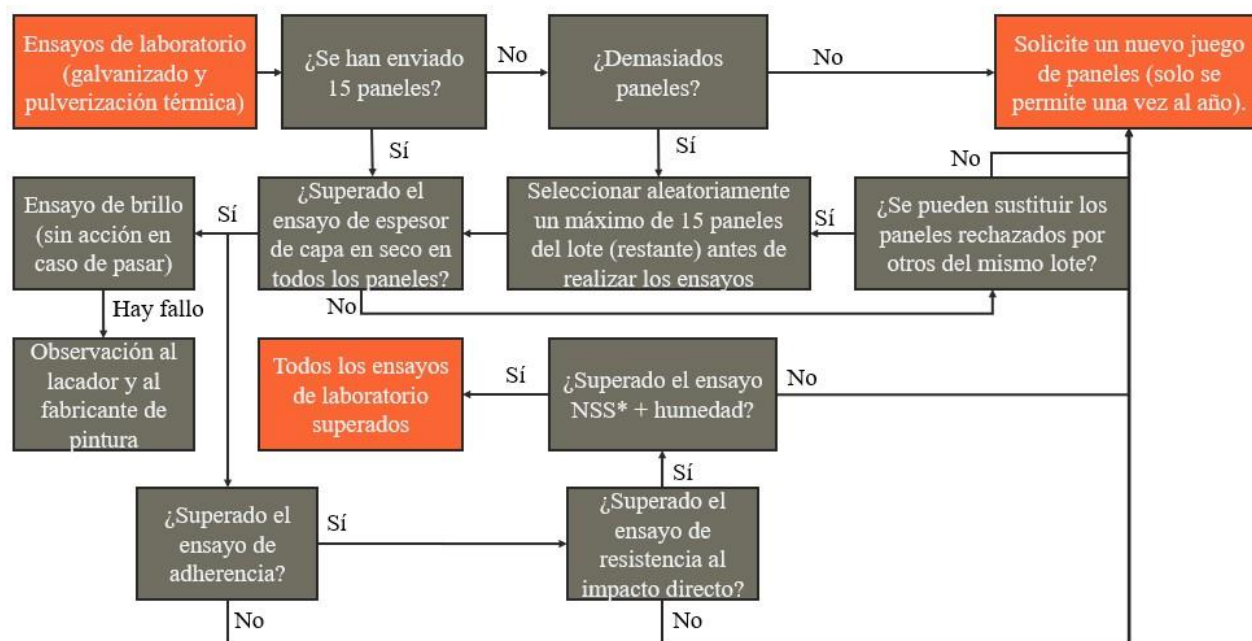 Ensayos de laboratorio
(galvanizado y
pulverización térmica)
¿Se han enviado
15 paneles?
No
¿Demasiados
paneles?
No
Solicite un nuevo juego
de paneles (solo se
permite una vez al año).
Sí
Sí
No
Ensayo de brillo
(sin acción en
caso de pasar)
Sí
¿Superado el
ensayo de espesor
de capa en seco en
todos los paneles?
Seleccionar aleatoriamente
un máximo de 15 paneles
del lote (restante) antes de
realizar los ensayos
Sí
¿Se pueden sustituir los
paneles rechazados por
otros del mismo lote?
Hay fallo
No
Observación al
lacador y al
fabricante de
pintura
Todos los ensayos
de laboratorio
superados
Sí
¿Superado el ensayo
NSS* + humedad?
No
Sí
¿Superado el
ensayo de
adherencia?
Sí
¿Superado el
ensayo de
resistencia al
impacto directo?
No
No